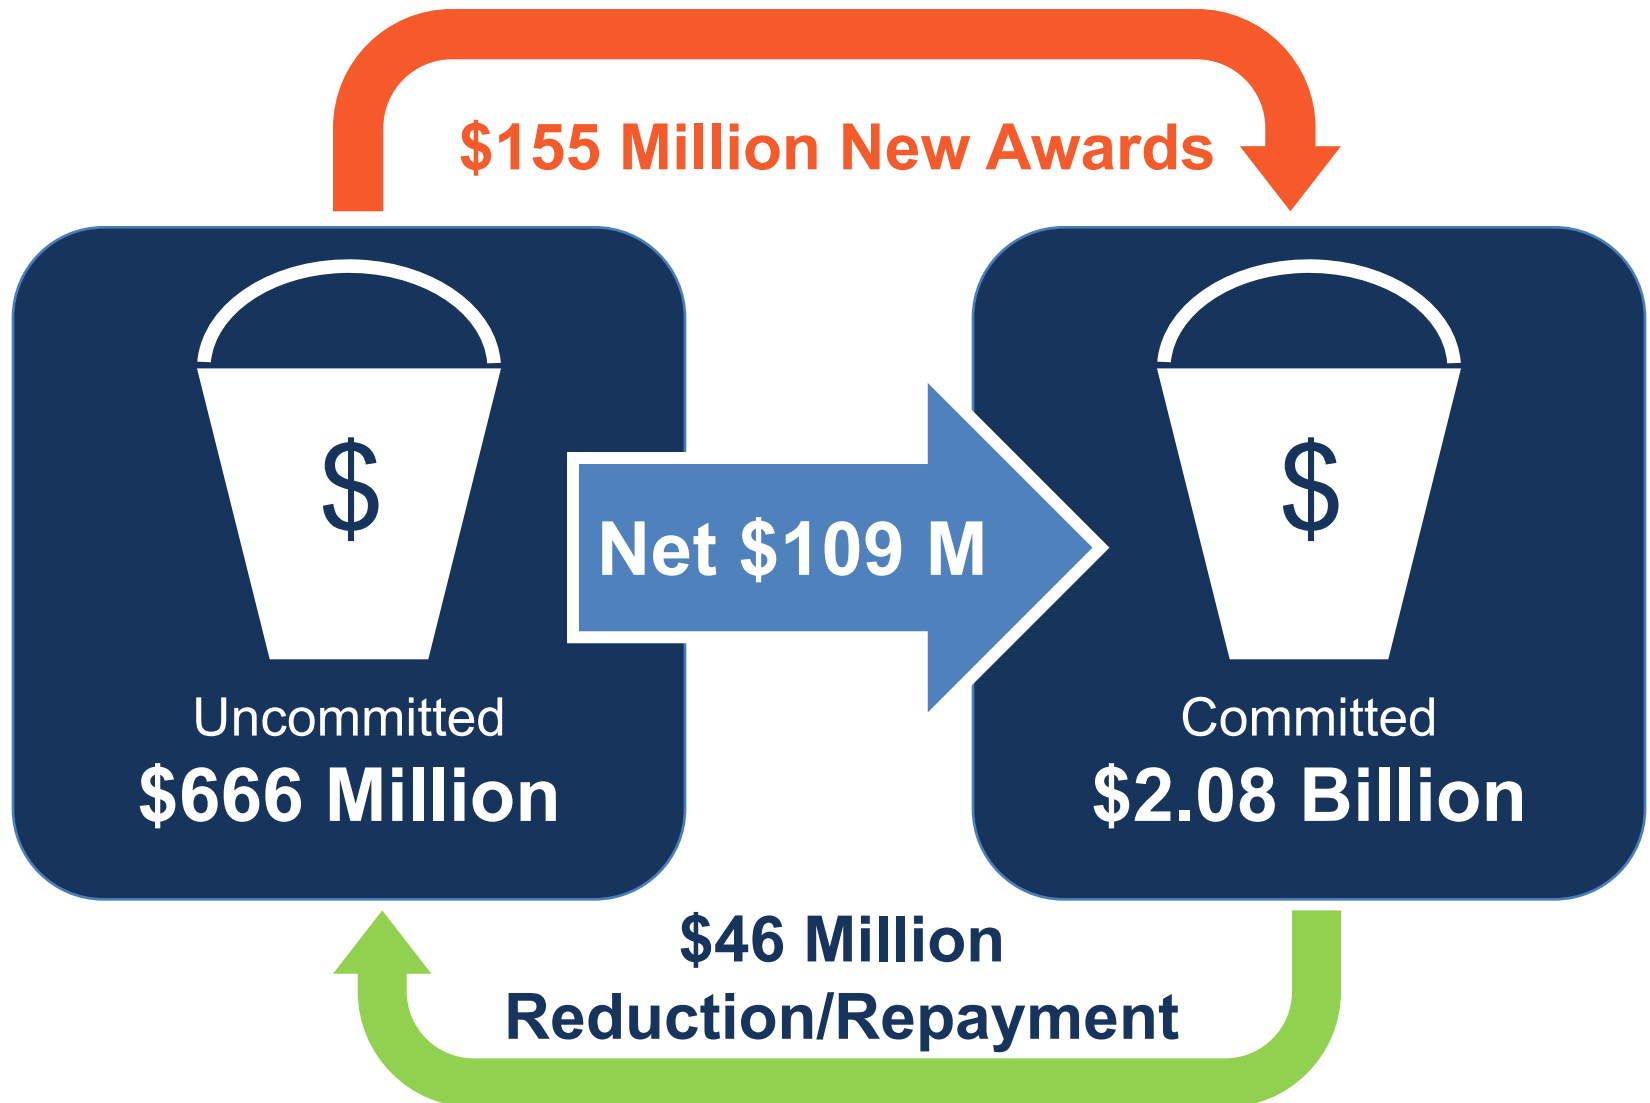 $155 Million New Awards
$
$
Net $109 M
Uncommitted
$666 Million
Committed
$2.08 Billion
$46 Million
Reduction/Repayment